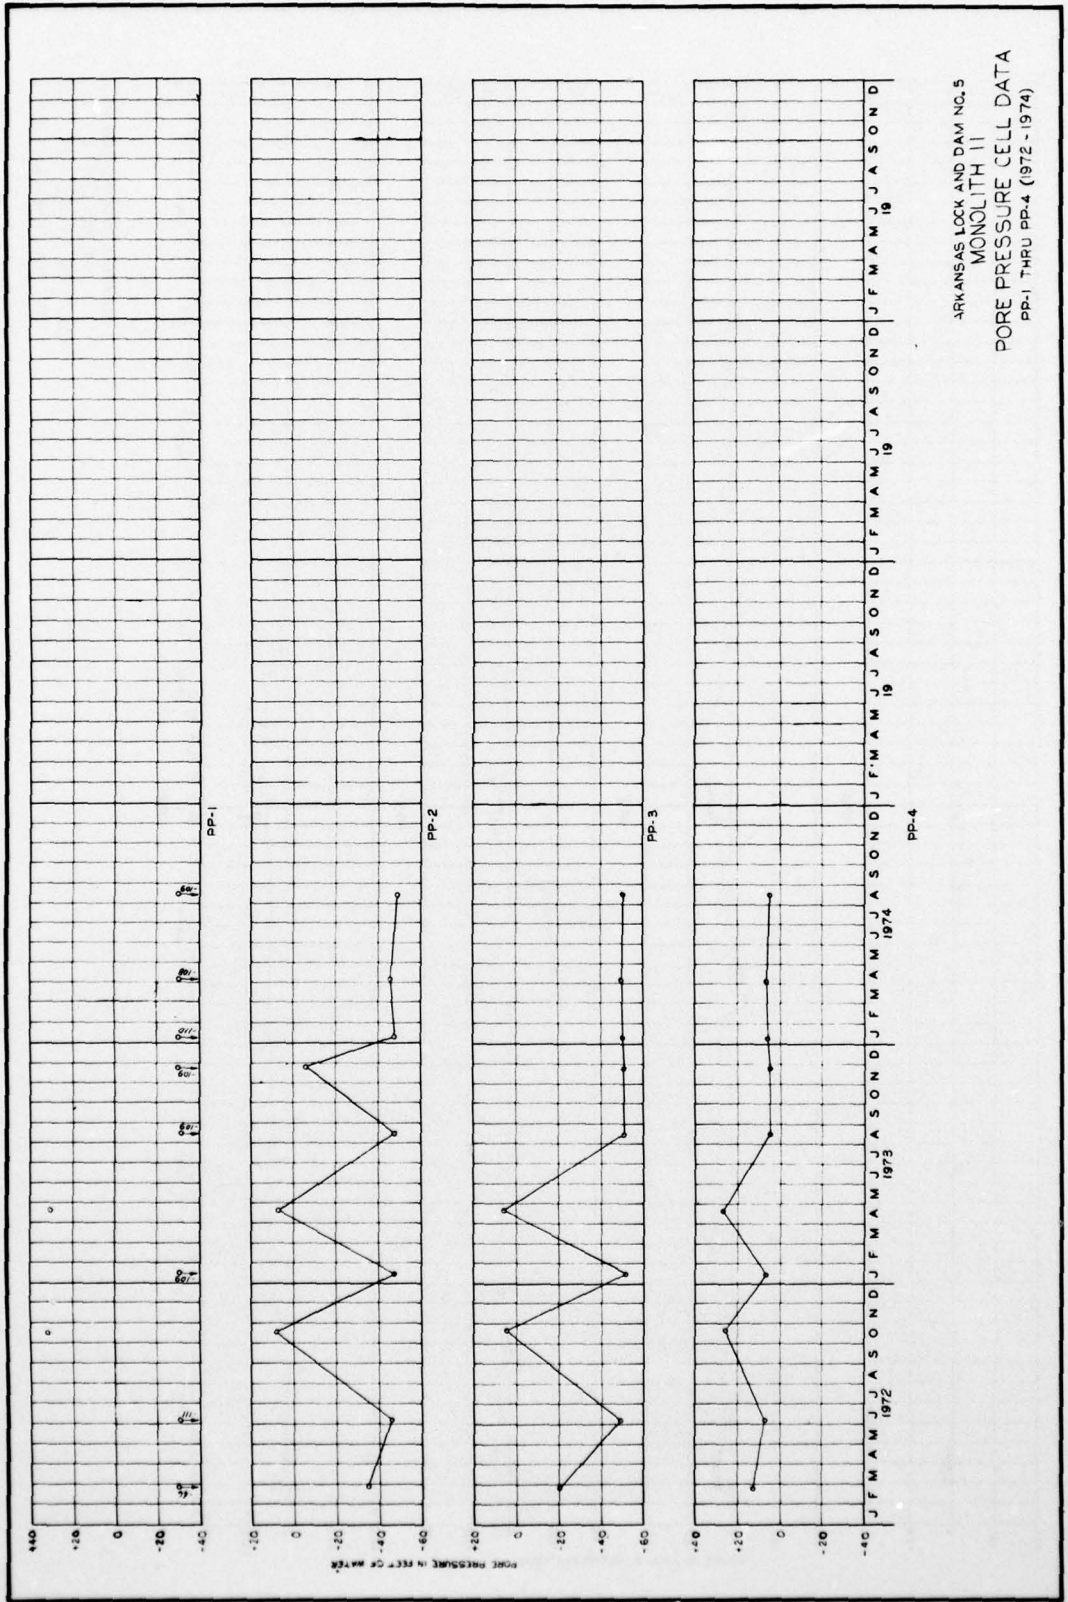 +40
+20
0
-20
-40
-96
-111
-109
-109
-109
-110
-108
-109
PP-1
+20
0
-20
-40
-60
PP-2
PORE PRESSURE IN FEET OF WATER
+20
0
-20
-40
-60
PP-3
+40
+20
0
-20
-40
J F M A M J J A S O N D J F M A M J J A S O N D J F M A M J J A S O N D J F M A M J J A S O N D J F M A M J J A S O N D J F M A M J J A S O N D
1972 1973 1974 19 19 19
PP-4
ARKANSAS LOCK AND DAM NO. 5
MONOLITH 11
PORE PRESSURE CELL DATA
PP-1 THRU PP-4 (1972-1974)